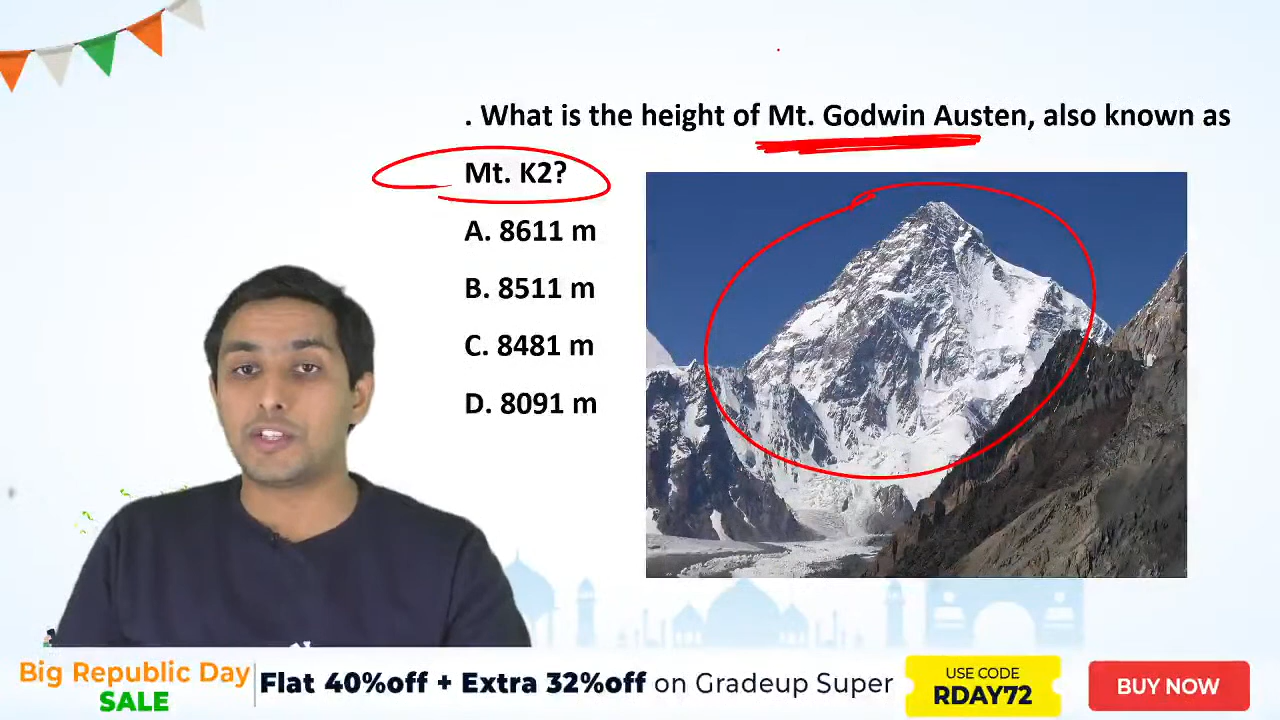 . What is the height of Mt. Godwin Austen, also known as
Mt. K2?
A. 8611 m
B. 8511 m
C. 8481 m
D. 8091 m
Big Republic Day
SALE
Flat 40%off + Extra 32%off on Gradeup Super
USE CODE
RDAY72
BUY NOW